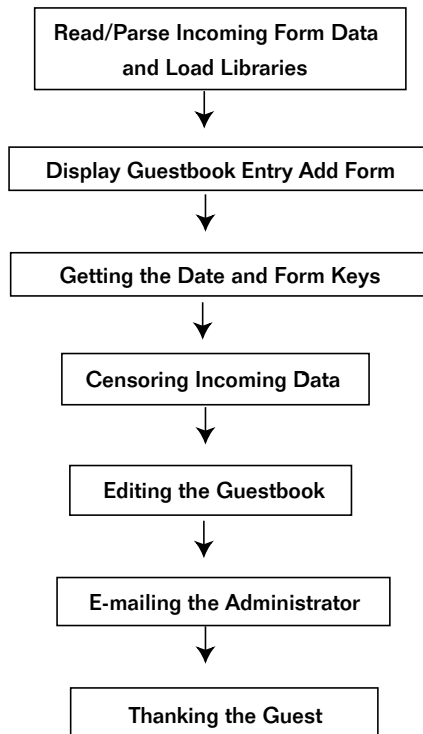 Read/Parse Incoming Form Data
and Load Libraries
Display Guestbook Entry Add Form
Getting the Date and Form Keys
Censoring Incoming Data
Editing the Guestbook
E-mailing the Administrator
Thanking the Guest